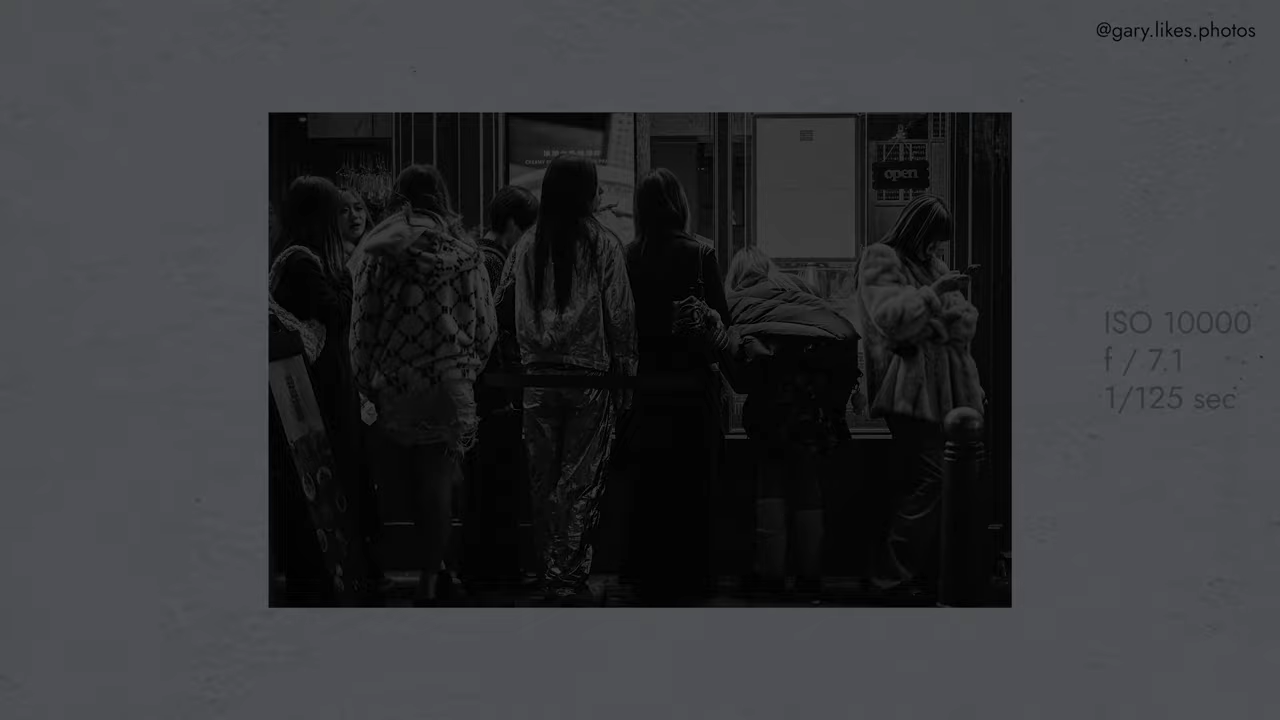 @gary.likes.photos
open
ISO 10000
f / 7.1
1/125 sec